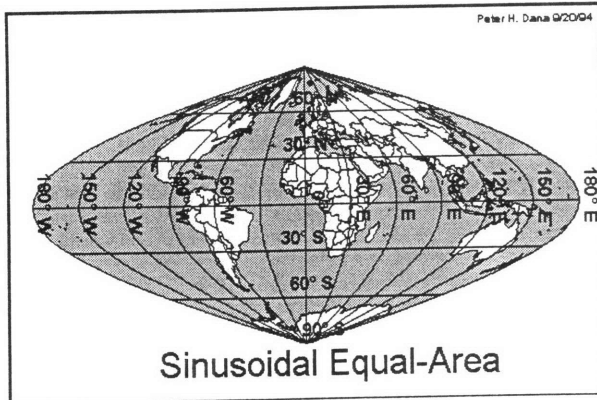 Peter H. Dana 9/20/94
30° N
180° W
150° W
120° W
60° W
60° E
120° E
150° E
180° E
30° S
60° S
90° S
Sinusoidal Equal-Area